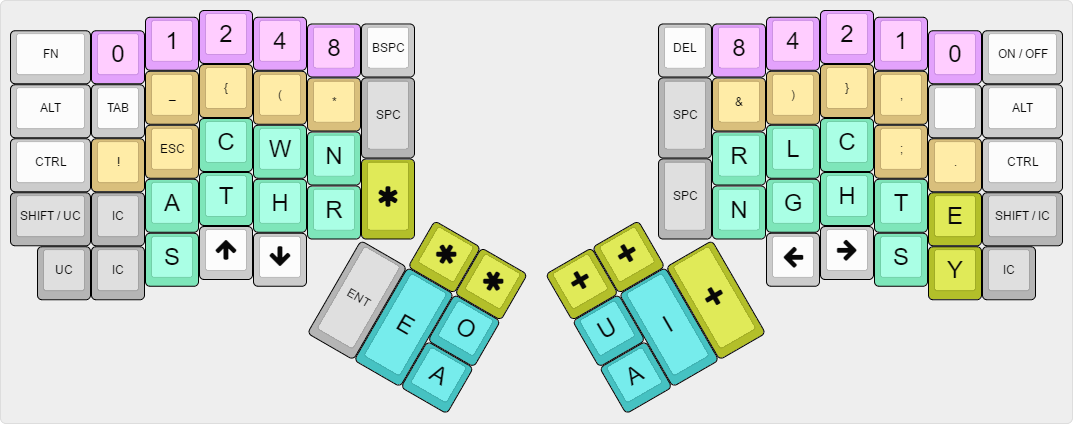 FN 0 1 2 4 8 BSPC
DEL 8 4 2 1 0 ON / OFF
ALT TAB _ { ( * SPC
SPC & ) } , ALT
CTRL ! ESC C W N *
SPC R L C ; . CTRL
SHIFT / UC IC A T H R
N G H T E SHIFT / IC
UC IC S ↑ ↓
← → S Y IC
* *
ENT E O
A
+ +
U I +
A